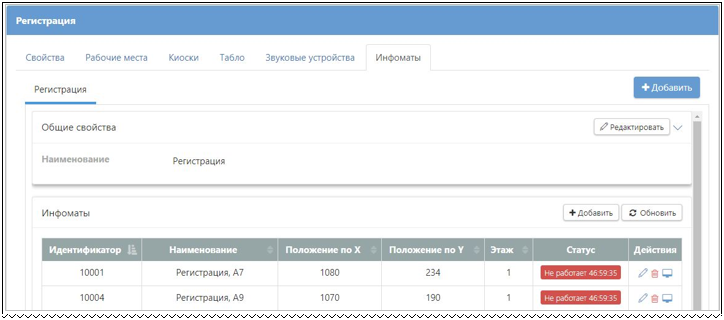 Регистрация
Свойства Рабочие места Киоски Табло Звуковые устройства Инфоматы
Регистрация Добавить
Общие свойства Редактировать
Наименование Регистрация
Инфоматы Добавить Обновить
Идентификатор Наименование Положение по X Положение по Y Этаж Статус Действия
10001 Регистрация, А7 1080 234 1 Не работает 46:59:35
10004 Регистрация, А9 1070 190 1 Не работает 46:59:35